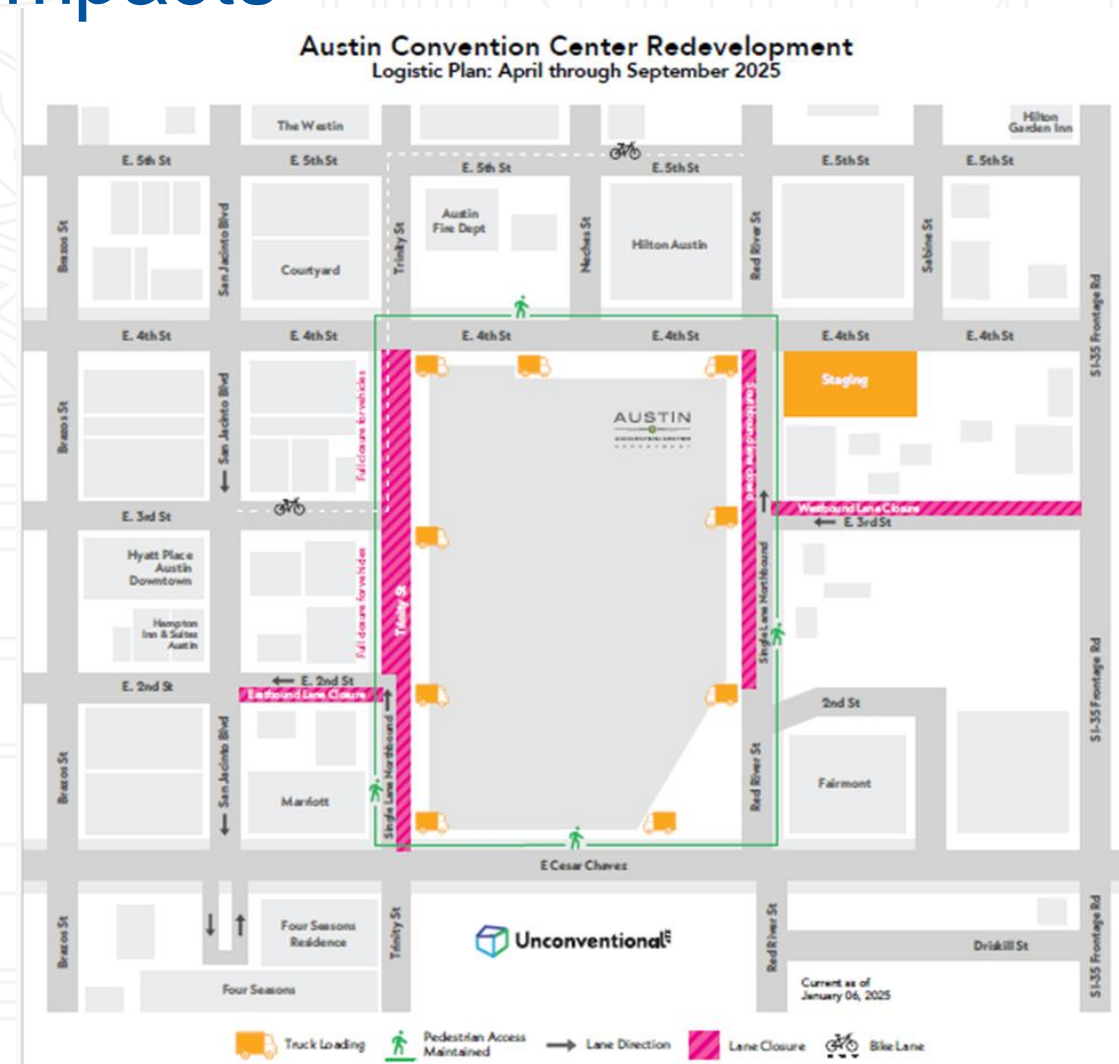 Impacts
Austin Convention Center Redevelopment
Logistic Plan: April through September 2025
The Westin
Hilton
Garden Inn
E. 5th St
E. 5th St
E. 5th St
E. 5th St
E. 5th St
E. 5th St
Brazos St
San Jacinto Blvd
Courtyard
Trinity St
Austin
Fire Dept
Neches St
Hilton Austin
Red River St
Sabine St
S I-35 Frontage Rd
E. 4th St
E. 4th St
E. 4th St
E. 4th St
E. 4th St
E. 4th St
Brazos St
San Jacinto Blvd
Full closure for vehicles
AUSTIN
Southbound lane closed
Staging
E. 3rd St
Westbound Lane Closure
E. 3rd St
Hyatt Place
Austin
Downtown
Hampton
Inn & Suites
Austin
Full closure for vehicles
Trinity St
Single Lane Northbound
E. 2nd St
E. 2nd St
Eastbound Lane Closure
2nd St
S I-35 Frontage Rd
Brazos St
San Jacinto Blvd
Marriott
Single Lane Northbound
Red River St
Fairmont
E Cesar Chavez
Brazos St
Four Seasons
Residence
Four Seasons
Trinity St
Unconventional
Red River St
Driskill St
S I-35 Frontage Rd
Current as of
January 06, 2025
Truck Loading
Pedestrian Access
Maintained
Lane Direction
Lane Closure
Bike Lane